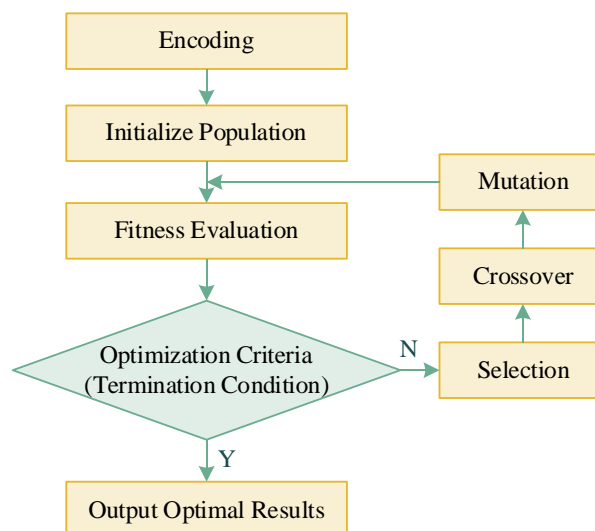 Encoding
Initialize Population
Mutation
Fitness Evaluation
Crossover
Optimization Criteria
(Termination Condition)
N
Selection
Y
Output Optimal Results